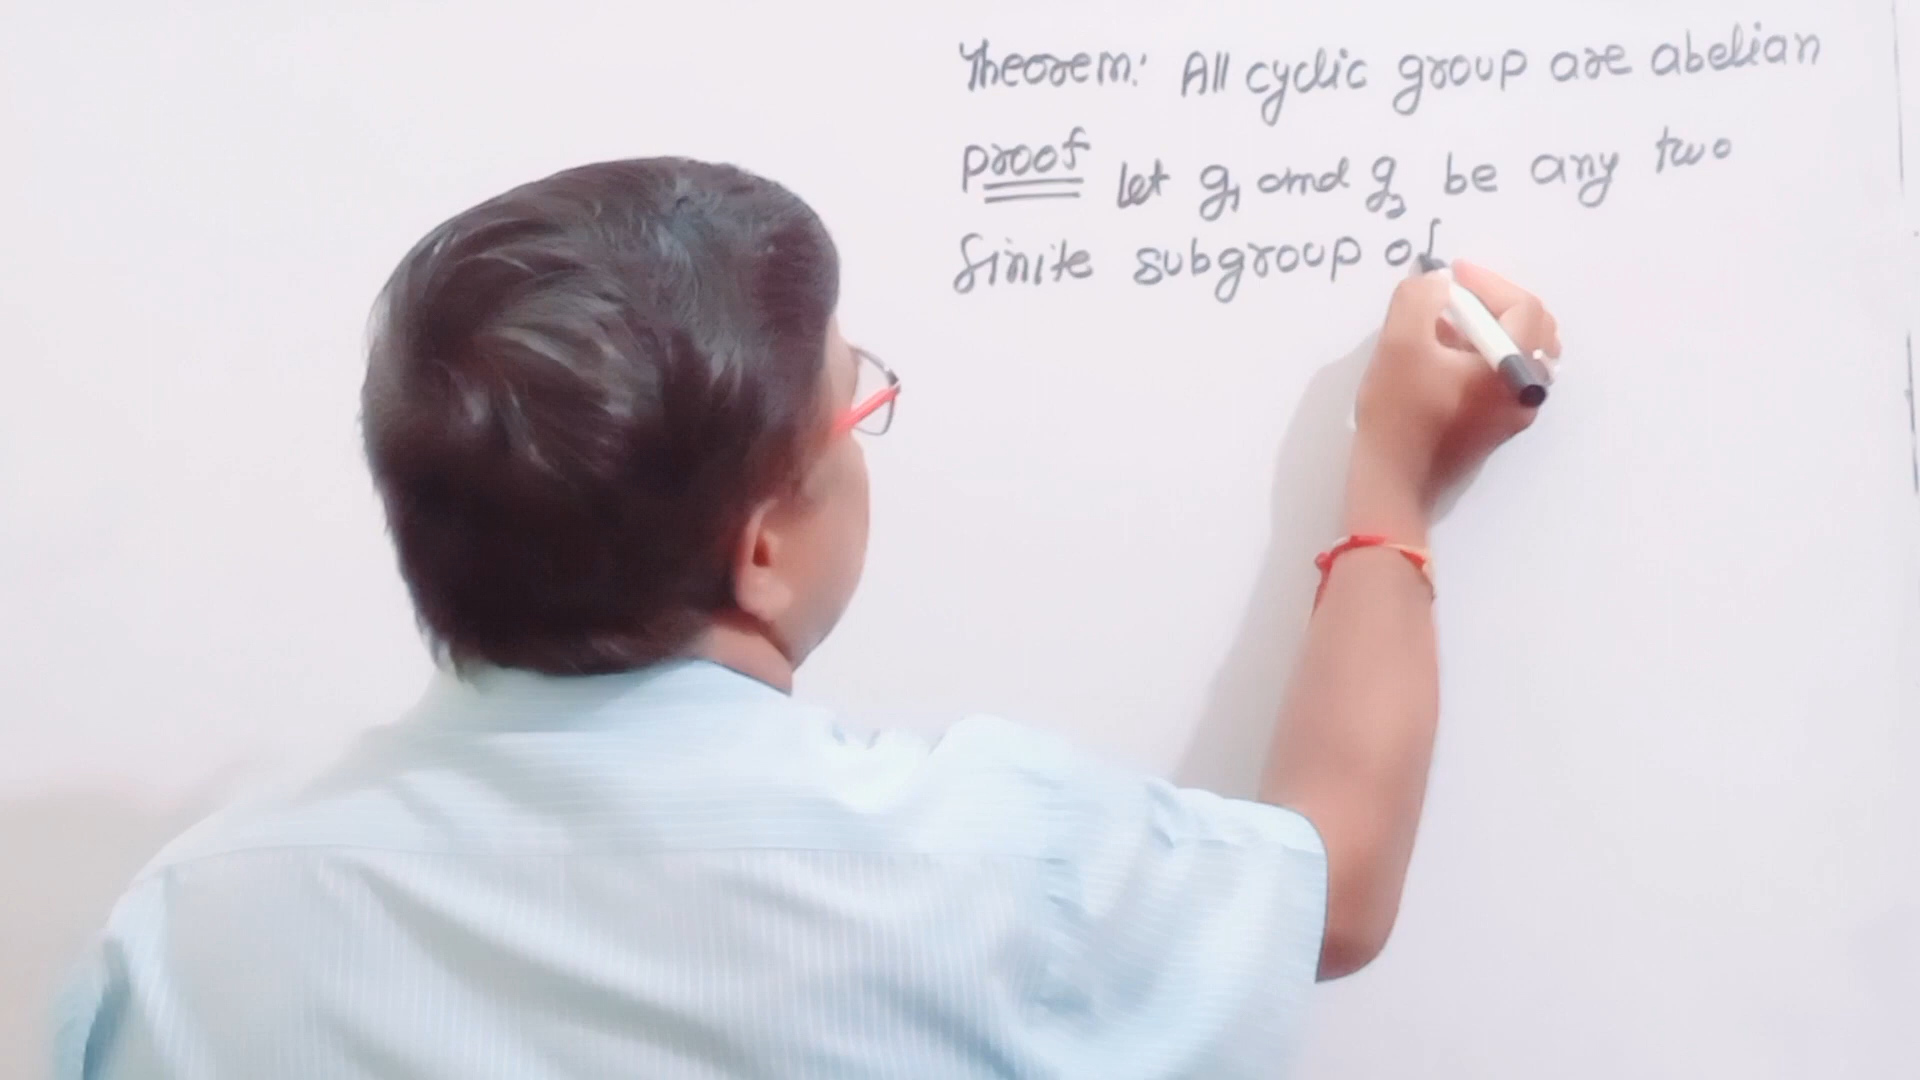 Theorem: All cyclic group are abelian
proof let g1 and g2 be any two
finite subgroup of